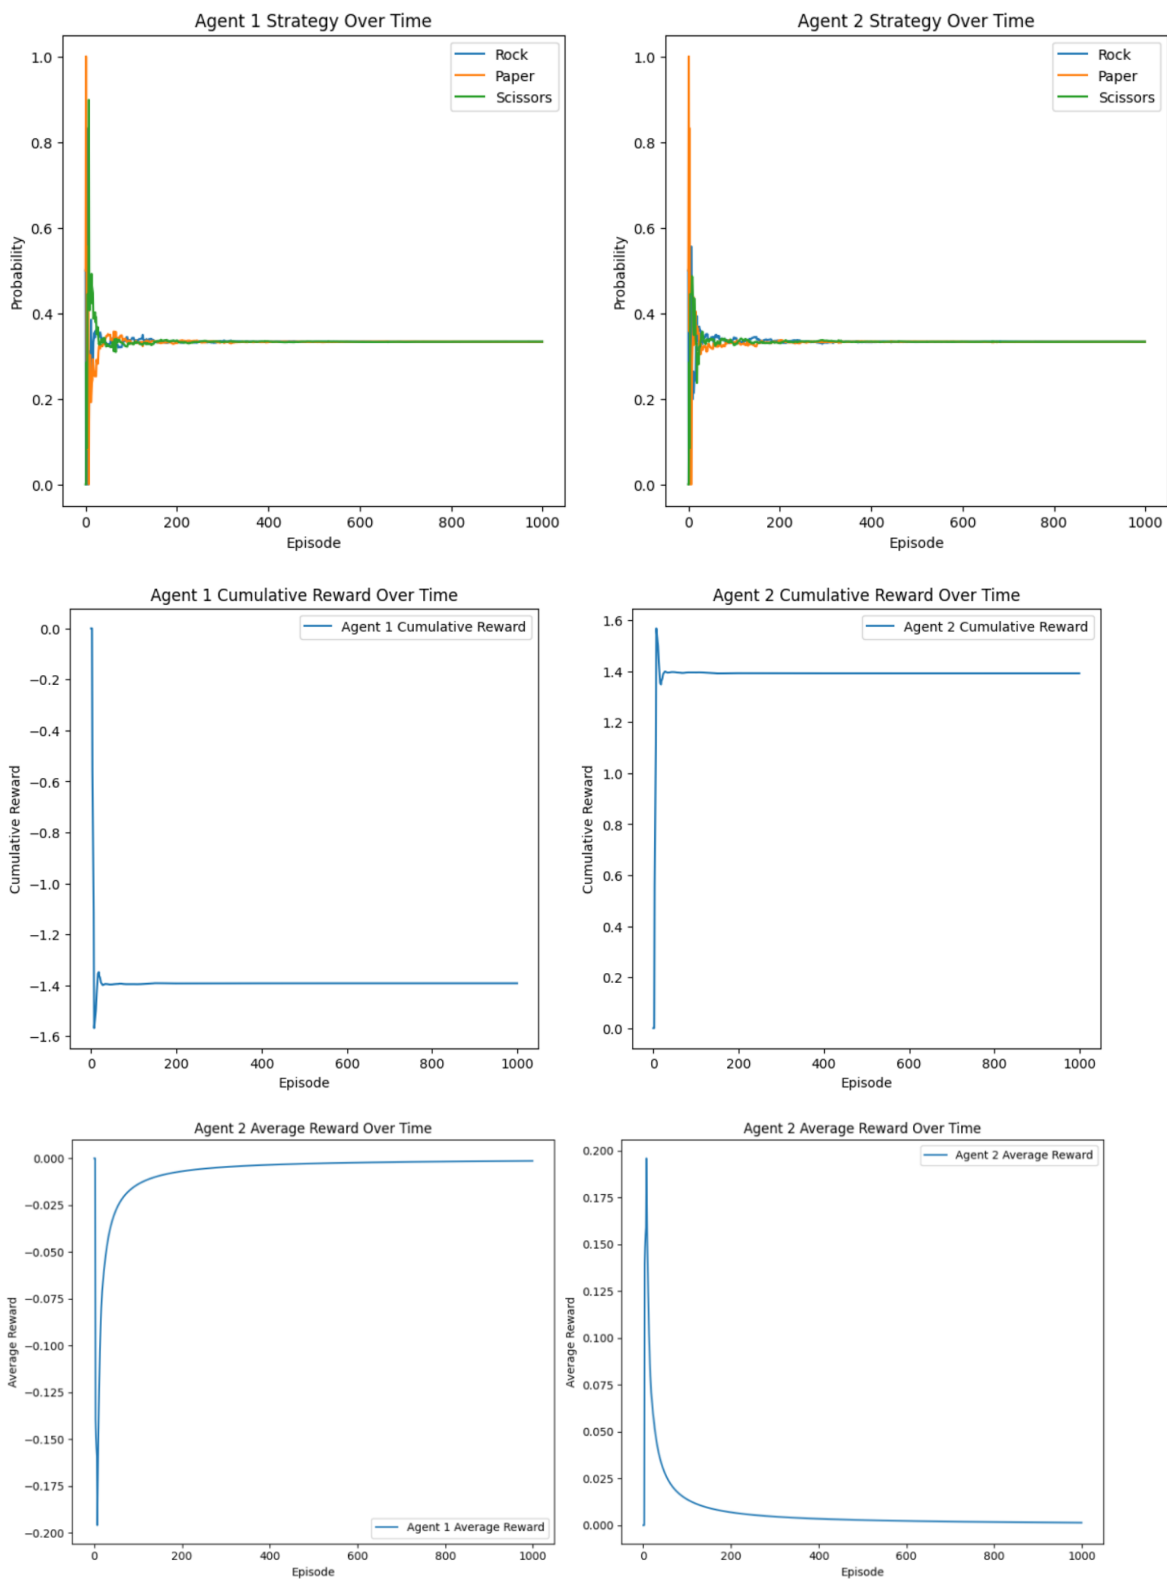 Agent 1 Strategy Over Time
1.0
0.8
0.6
0.4
0.2
0.0
Probability
Rock
Paper
Scissors
0 200 400 600 800 1000
Episode
Agent 2 Strategy Over Time
1.0
0.8
0.6
0.4
0.2
0.0
Probability
Rock
Paper
Scissors
0 200 400 600 800 1000
Episode
Agent 1 Cumulative Reward Over Time
0.0
−0.2
−0.4
−0.6
−0.8
−1.0
−1.2
−1.4
−1.6
Cumulative Reward
Agent 1 Cumulative Reward
0 200 400 600 800 1000
Episode
Agent 2 Cumulative Reward Over Time
1.6
1.4
1.2
1.0
0.8
0.6
0.4
0.2
0.0
Cumulative Reward
Agent 2 Cumulative Reward
0 200 400 600 800 1000
Episode
Agent 2 Average Reward Over Time
0.000
−0.025
−0.050
−0.075
−0.100
−0.125
−0.150
−0.175
−0.200
Average Reward
Agent 1 Average Reward
0 200 400 600 800 1000
Episode
Agent 2 Average Reward Over Time
0.200
0.175
0.150
0.125
0.100
0.075
0.050
0.025
0.000
Average Reward
Agent 2 Average Reward
0 200 400 600 800 1000
Episode